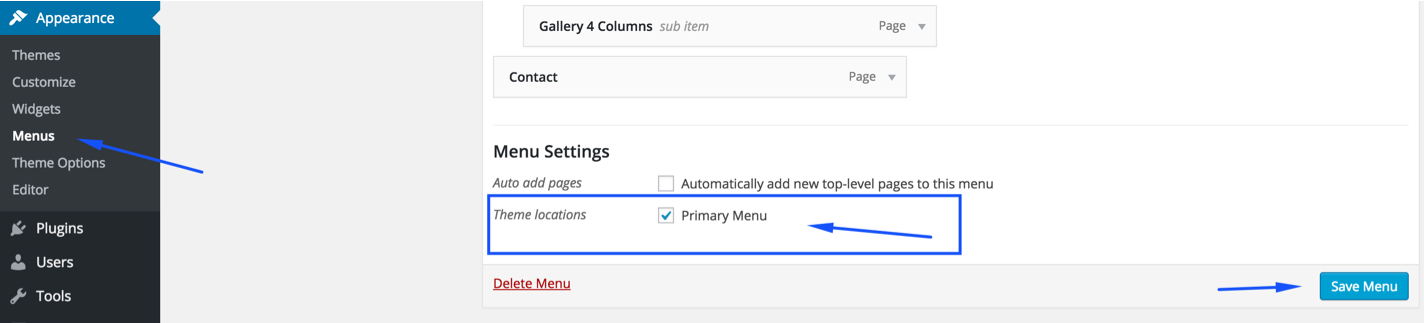 Appearance
Themes
Customize
Widgets
Menus
Theme Options
Editor
Plugins
Users
Tools
Gallery 4 Columns sub item Page
Contact Page
Menu Settings
Auto add pages Automatically add new top-level pages to this menu
Theme locations Primary Menu
Delete Menu Save Menu